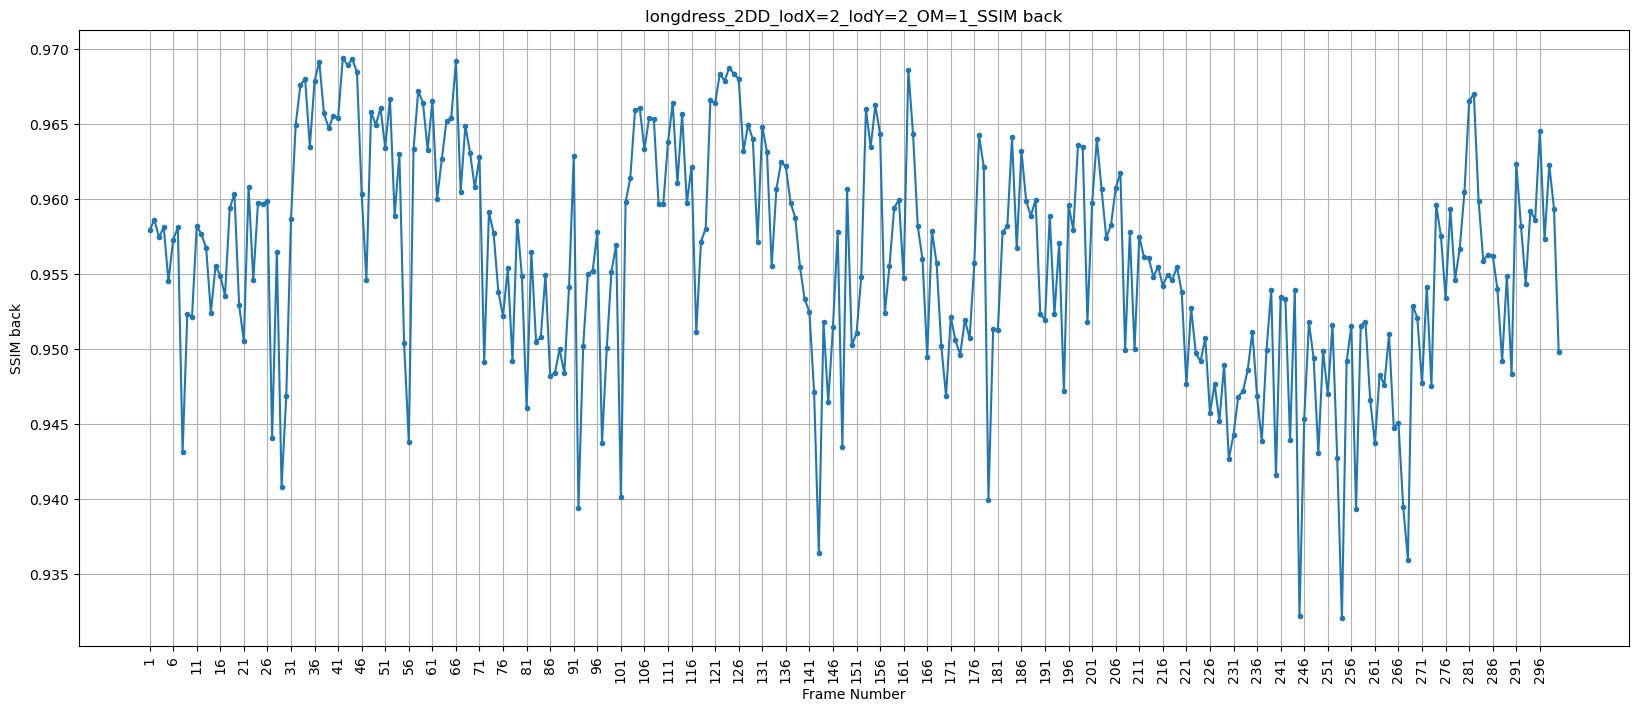 longdress_2DD_lodX=2_lodY=2_OM=1_SSIM back
0.970
0.965
0.960
0.955
0.950
0.945
0.940
0.935
SSIM back
1 6 11 16 21 26 31 36 41 46 51 56 61 66 71 76 81 86 91 96 101 106 111 116 121 126 131 136 141 146 151 156 161 166 171 176 181 186 191 196 201 206 211 216 221 226 231 236 241 246 251 256 261 266 271 276 281 286 291 296
Frame Number